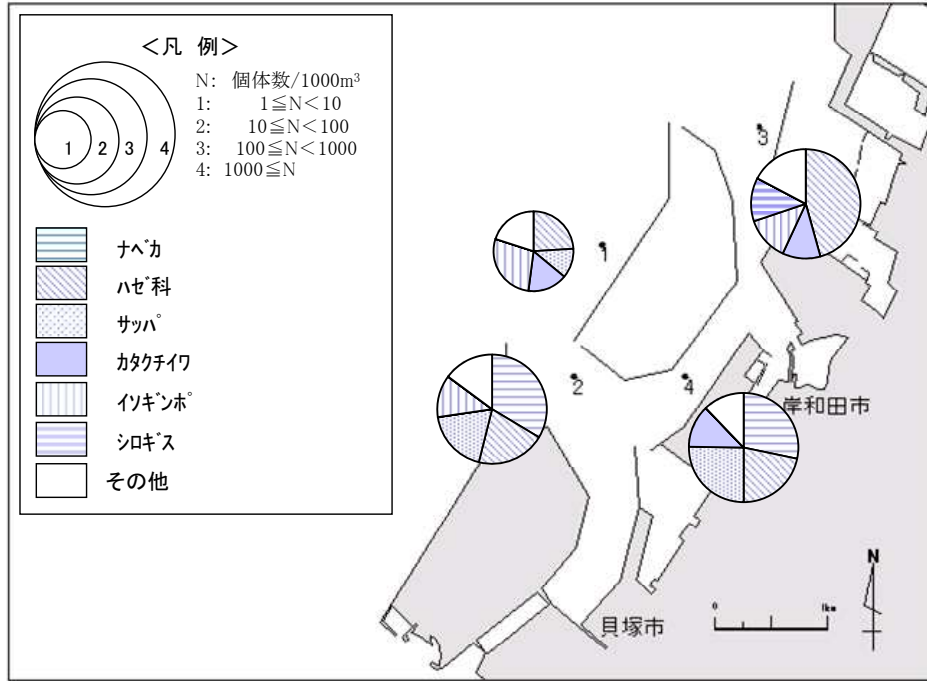 ＜凡 例＞
N: 個体数/1000m³
1: 1≦N＜10
2: 10≦N＜100
3: 100≦N＜1000
4: 1000≦N
1 2 3 4
ナベカ
ハゼ科
サッパ
カタクチイワ
イソギンポ
シロギス
その他
3
1
2
4
岸和田市
貝塚市
0 1km
N